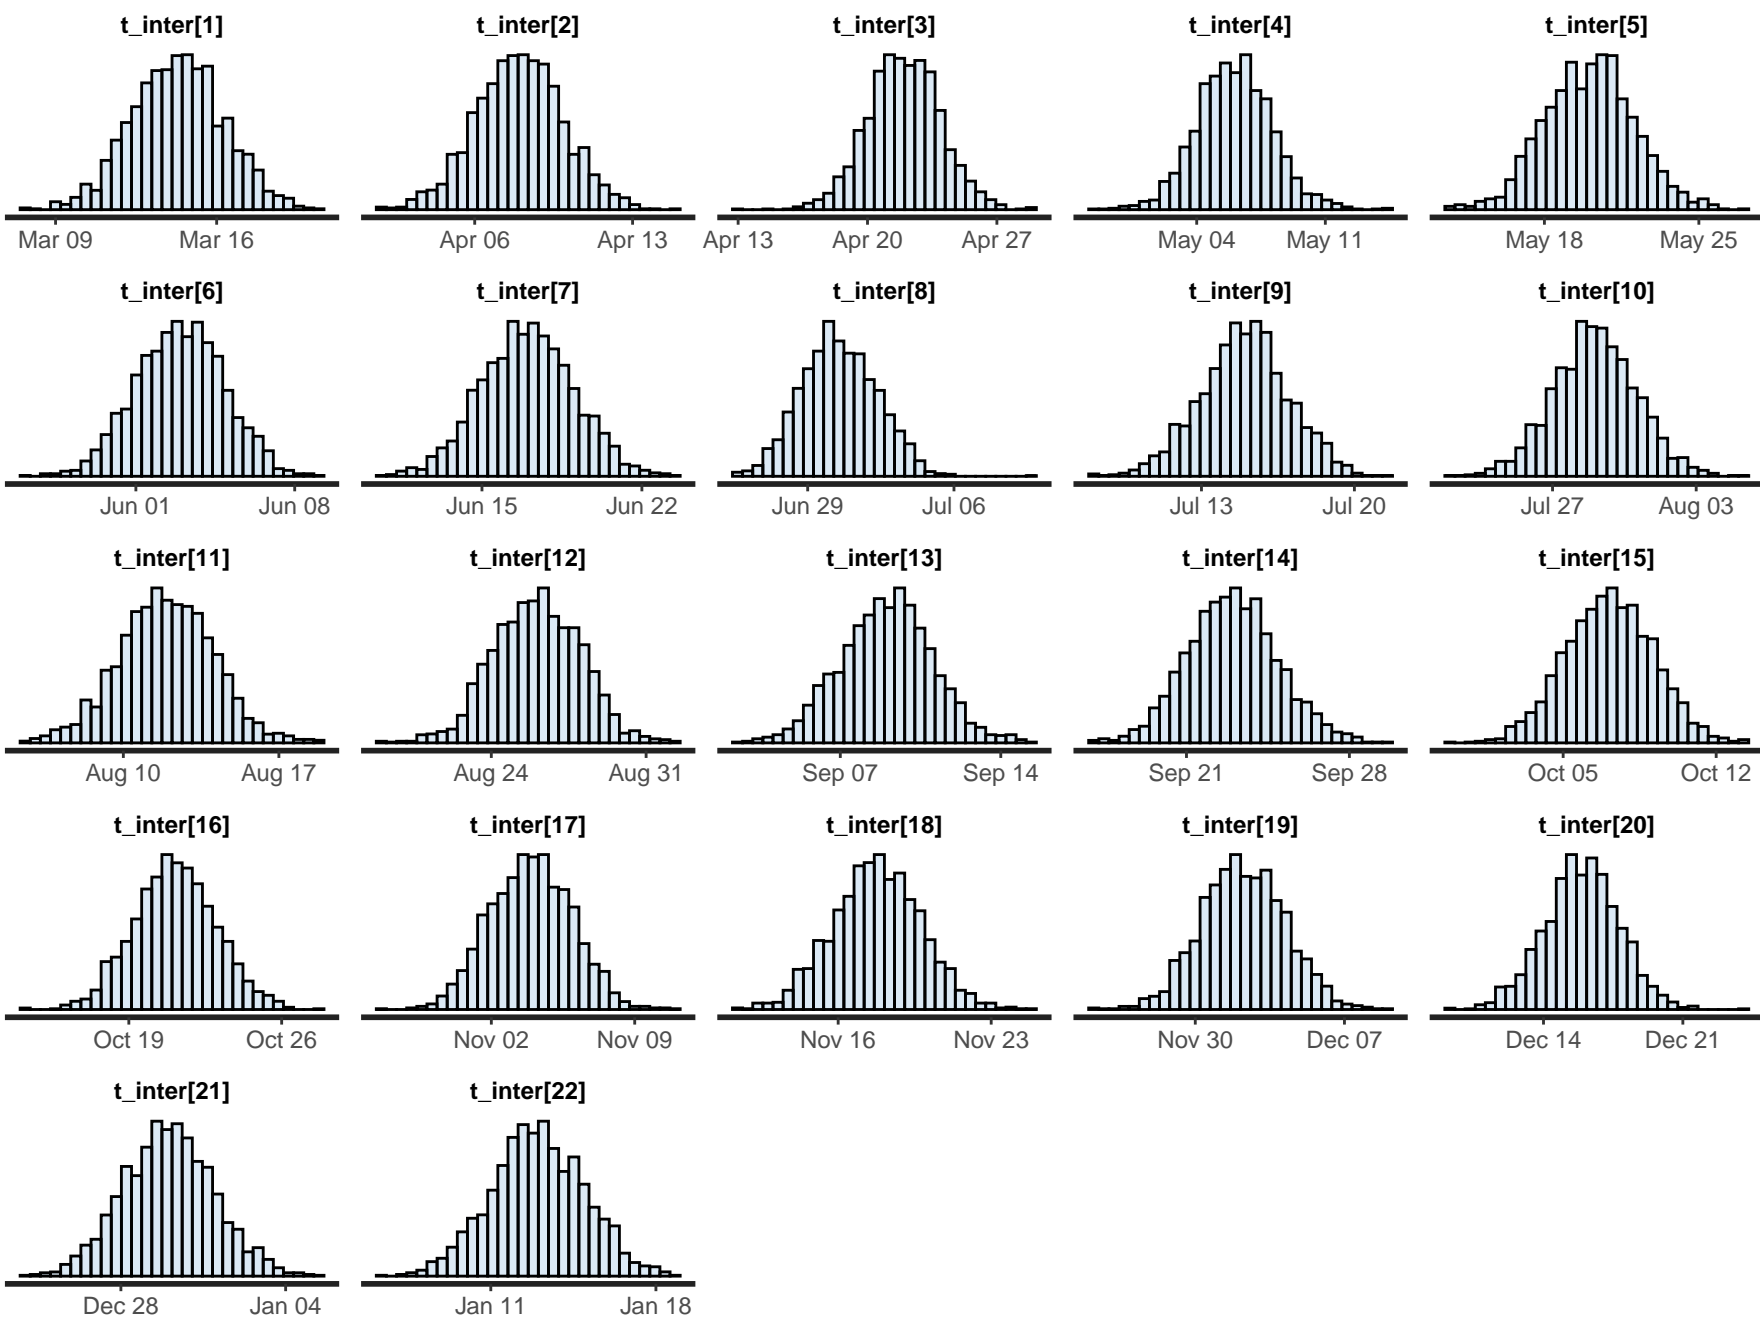 t_inter[1] t_inter[2] t_inter[3] t_inter[4] t_inter[5]
Mar 09 Mar 16 Apr 06 Apr 13 Apr 13 Apr 20 Apr 27 May 04 May 11 May 18 May 25
t_inter[6] t_inter[7] t_inter[8] t_inter[9] t_inter[10]
Jun 01 Jun 08 Jun 15 Jun 22 Jun 29 Jul 06 Jul 13 Jul 20 Jul 27 Aug 03
t_inter[11] t_inter[12] t_inter[13] t_inter[14] t_inter[15]
Aug 10 Aug 17 Aug 24 Aug 31 Sep 07 Sep 14 Sep 21 Sep 28 Oct 05 Oct 12
t_inter[16] t_inter[17] t_inter[18] t_inter[19] t_inter[20]
Oct 19 Oct 26 Nov 02 Nov 09 Nov 16 Nov 23 Nov 30 Dec 07 Dec 14 Dec 21
t_inter[21] t_inter[22]
Dec 28 Jan 04 Jan 11 Jan 18